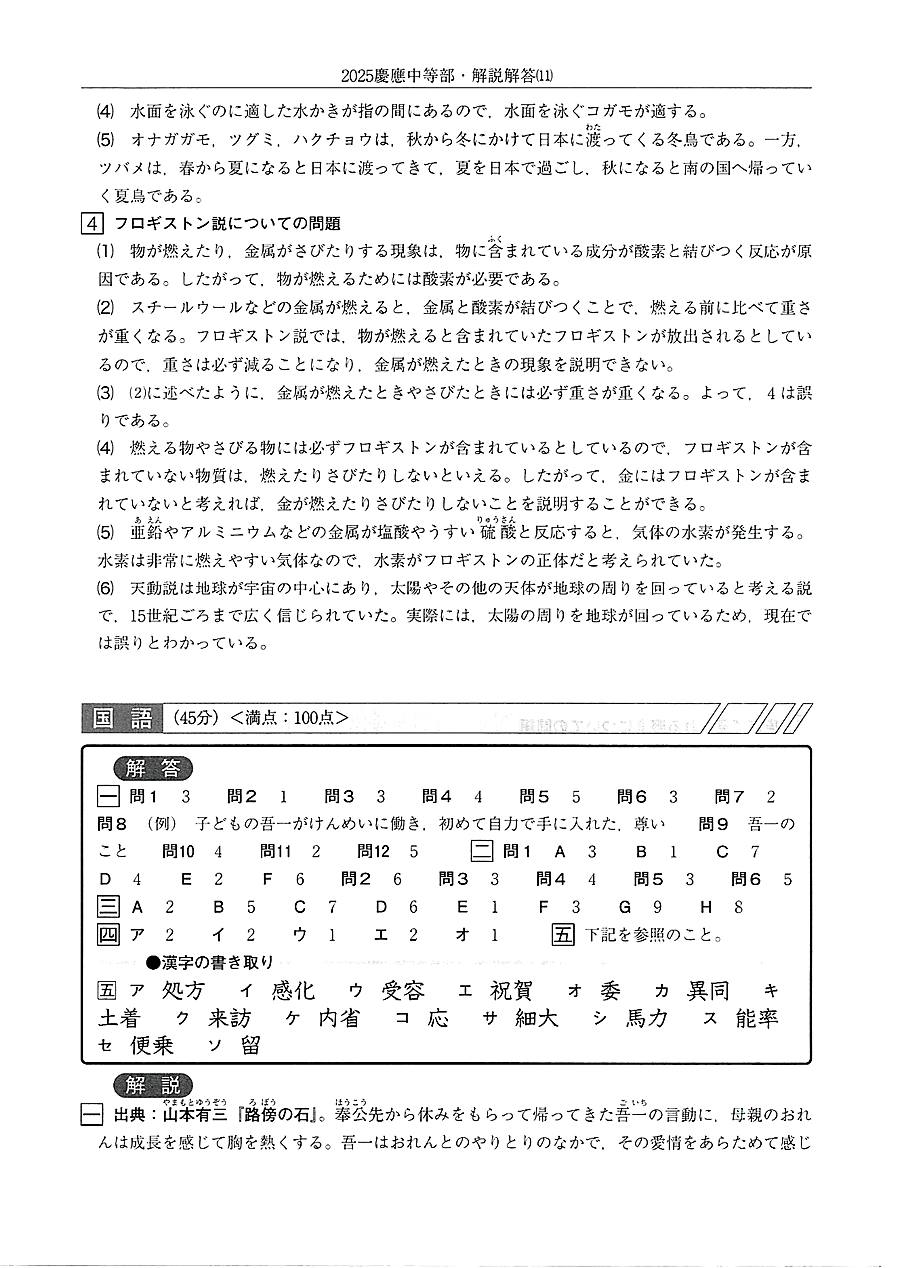 2025慶應中等部・解説解答⑾
⑷ 水面を泳ぐのに適した水かきが指の間にあるので，水面を泳ぐコガモが適する。
わた
⑸ オナガガモ，ツグミ，ハクチョウは，秋から冬にかけて日本に渡ってくる冬鳥である。一方，
ツバメは，春から夏になると日本に渡ってきて，夏を日本で過ごし，秋になると南の国へ帰ってい
く夏鳥である。
4 フロギストン説についての問題
ふく
⑴ 物が燃えたり，金属がさびたりする現象は，物に含まれている成分が酸素と結びつく反応が原
因である。したがって，物が燃えるためには酸素が必要である。
⑵ スチールウールなどの金属が燃えると，金属と酸素が結びつくことで，燃える前に比べて重さ
が重くなる。フロギストン説では，物が燃えると含まれていたフロギストンが放出されるとしてい
るので，重さは必ず減ることになり，金属が燃えたときの現象を説明できない。
⑶ ⑵に述べたように，金属が燃えたときやさびたときには必ず重さが重くなる。よって，4は誤
りである。
⑷ 燃える物やさびる物には必ずフロギストンが含まれているとしているので，フロギストンが含
まれていない物質は，燃えたりさびたりしないといえる。したがって，金にはフロギストンが含ま
れていないと考えれば，金が燃えたりさびたりしないことを説明することができる。
あえん りゅうさん
⑸ 亜鉛やアルミニウムなどの金属が塩酸やうすい硫酸と反応すると，気体の水素が発生する。
水素は非常に燃えやすい気体なので，水素がフロギストンの正体だと考えられていた。
⑹ 天動説は地球が宇宙の中心にあり，太陽やその他の天体が地球の周りを回っていると考える説
で，15世紀ごろまで広く信じられていた。実際には，太陽の周りを地球が回っているため，現在で
は誤りとわかっている。
国語 （45分）＜満点：100点＞
解答
一 問1 3 問2 1 問3 3 問4 4 問5 5 問6 3 問7 2
問8 （例） 子どもの吾一がけんめいに働き，初めて自力で手に入れた，尊い 問9 吾一の
こと 問10 4 問11 2 問12 5 二 問1 A 3 B 1 C 7
D 4 E 2 F 6 問2 6 問3 3 問4 4 問5 3 問6 5
三 A 2 B 5 C 7 D 6 E 1 F 3 G 9 H 8
四 ア 2 イ 2 ウ 1 エ 2 オ 1 五 下記を参照のこと。
●漢字の書き取り
五 ア 処方 イ 感化 ウ 受容 エ 祝賀 オ 委 カ 異同 キ
土着 ク 来訪 ケ 内省 コ 応 サ 細大 シ 馬力 ス 能率
セ 便乗 ソ 留
解説
やまもとゆうぞう ろぼう ほうこう ごいち
一 出典：山本有三『路傍の石』。奉公先から休みをもらって帰ってきた吾一の言動に，母親のおれ
んは成長を感じて胸を熱くする。吾一はおれんとのやりとりのなかで，その愛情をあらためて感じ